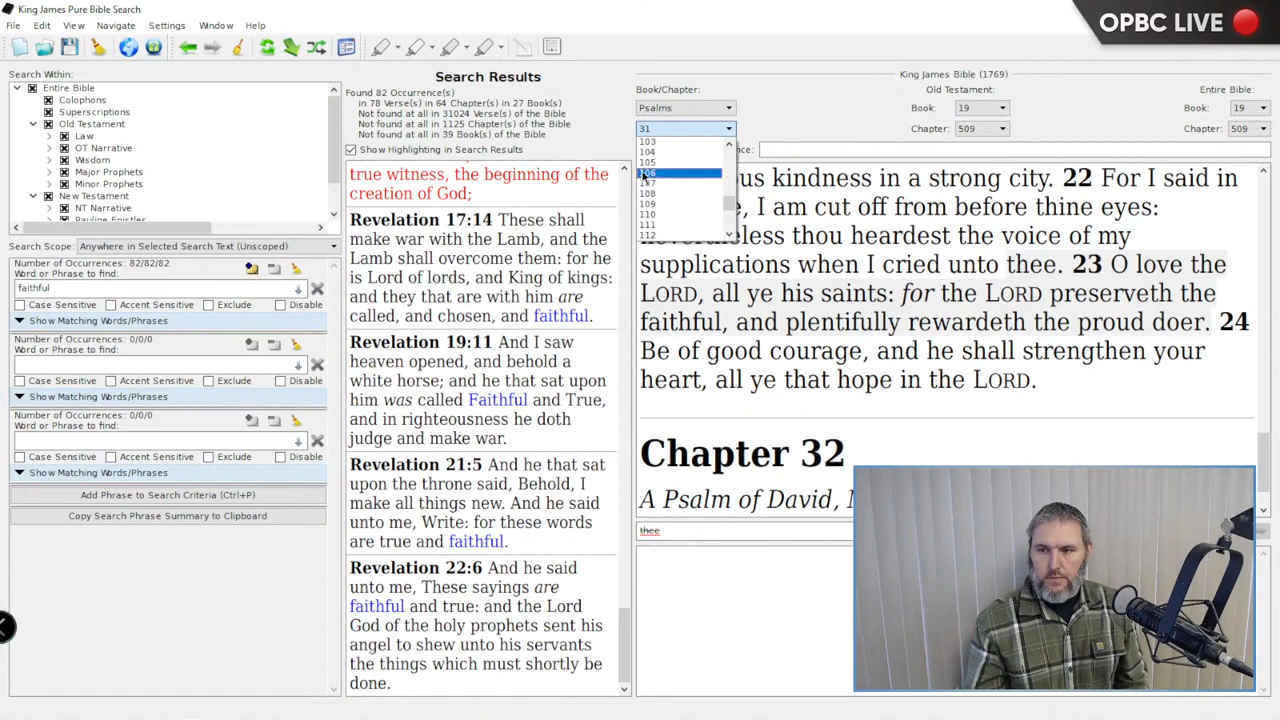 King James Pure Bible Search
File Edit View Navigate Settings Window Help
OPBC LIVE
Search Within:
Entire Bible
Colophons
Superscriptions
Old Testament
Law
OT Narrative
Wisdom
Major Prophets
Minor Prophets
New Testament
NT Narrative
Pauline Epistles
Search Scope: Anywhere in Selected Search Text (Unscoped)
Number of Occurrences: 82/82/82
Word or Phrase to find:
faithful
Case Sensitive Accent Sensitive Exclude Disable
Show Matching Words/Phrases
Number of Occurrences: 0/0/0
Word or Phrase to find:
Case Sensitive Accent Sensitive Exclude Disable
Show Matching Words/Phrases
Number of Occurrences: 0/0/0
Word or Phrase to find:
Case Sensitive Accent Sensitive Exclude Disable
Show Matching Words/Phrases
Add Phrase to Search Criteria (Ctrl+P)
Copy Search Phrase Summary to Clipboard
Search Results
Found 82 Occurrence(s)
in 78 Verse(s) in 64 Chapter(s) in 27 Book(s)
Not found at all in 31024 Verse(s) of the Bible
Not found at all in 1125 Chapter(s) of the Bible
Not found at all in 39 Book(s) of the Bible
Show Highlighting in Search Results
true witness, the beginning of the
creation of God;
Revelation 17:14 These shall
make war with the Lamb, and the
Lamb shall overcome them: for he
is Lord of lords, and King of kings:
and they that are with him are
called, and chosen, and faithful.
Revelation 19:11 And I saw
heaven opened, and behold a
white horse; and he that sat upon
him was called Faithful and True,
and in righteousness he doth
judge and make war.
Revelation 21:5 And he that sat
upon the throne said, Behold, I
make all things new. And he said
unto me, Write: for these words
are true and faithful.
Revelation 22:6 And he said
unto me, These sayings are
faithful and true: and the Lord
God of the holy prophets sent his
angel to shew unto his servants
the things which must shortly be
done.
King James Bible (1769)
Book/Chapter: Old Testament: Entire Bible:
Psalms Book: 19 Book: 19
31 Chapter: 509 Chapter: 509
103
104
105
106
107
108
109
110
111
112
nce:
us kindness in a strong city. 22 For I said in
e, I am cut off from before thine eyes:
nevertheless thou heardest the voice of my
supplications when I cried unto thee. 23 O love the
LORD, all ye his saints: for the LORD preserveth the
faithful, and plentifully rewardeth the proud doer. 24
Be of good courage, and he shall strengthen your
heart, all ye that hope in the LORD.
Chapter 32
A Psalm of David,
thee